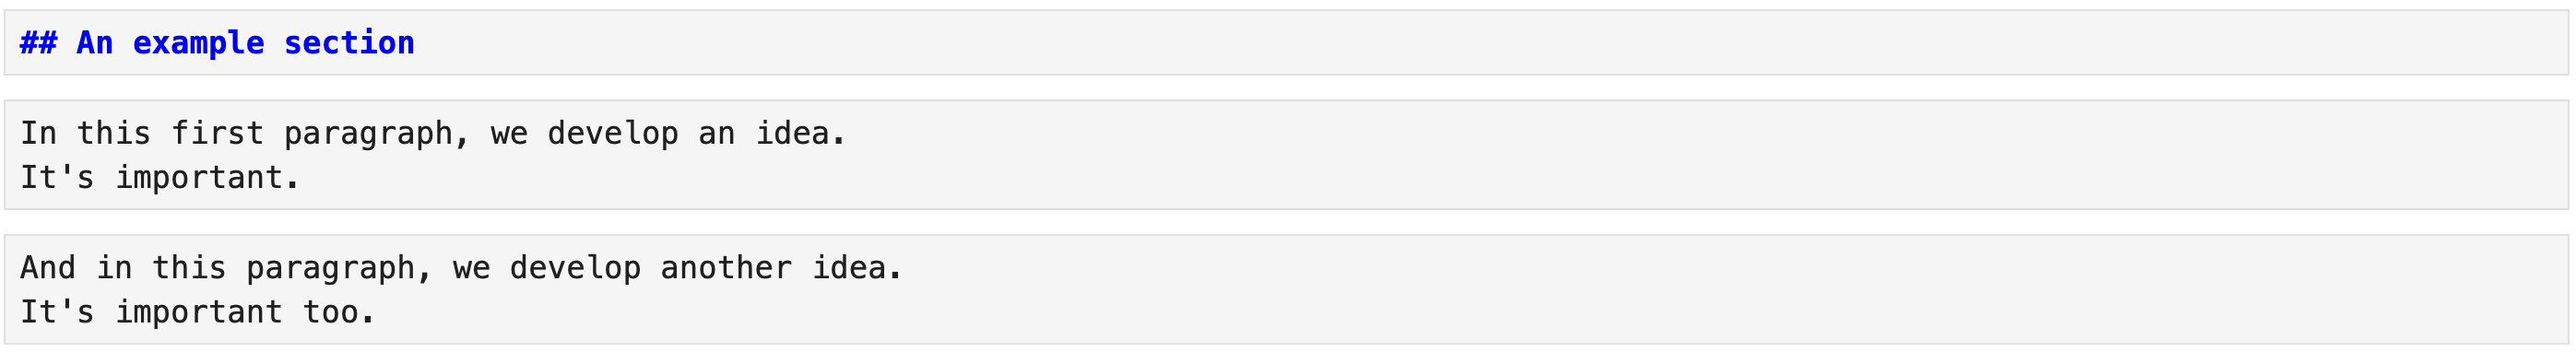 ## An example section
In this first paragraph, we develop an idea.
It's important.
And in this paragraph, we develop another idea.
It's important too.